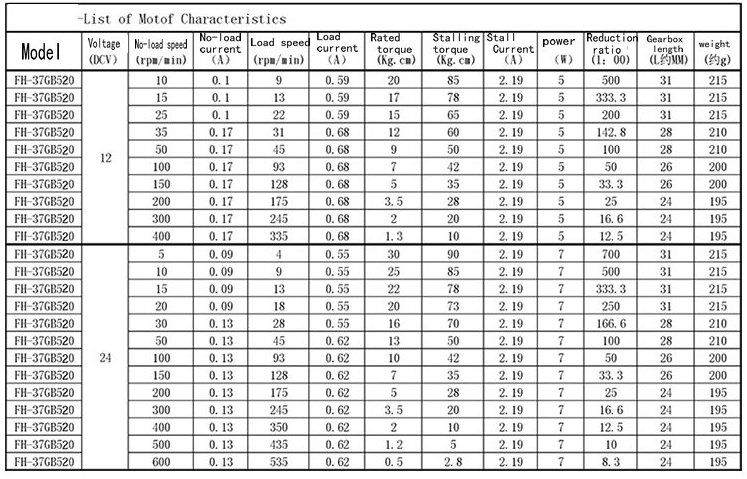 -List of Motof Characteristics
Model Voltage (DCV) No-load speed (rpm/min) No-load current (A) Load speed (rpm/min) Load current (A) Rated torque (Kg.cm) Stalling torque (Kg.cm) Stall Current (A) power (W) Reduction ratio (1: 00) Gearbox length (L约MM) weight (约g)
FH-37GB520 10 0.1 9 0.59 20 85 2.19 5 500 31 215
FH-37GB520 15 0.1 13 0.59 17 78 2.19 5 333.3 31 215
FH-37GB520 25 0.1 22 0.59 15 65 2.19 5 200 31 215
FH-37GB520 35 0.17 31 0.68 12 60 2.19 5 142.8 28 210
FH-37GB520 50 0.17 45 0.68 9 50 2.19 5 100 28 210
12
FH-37GB520 100 0.17 93 0.68 7 42 2.19 5 50 26 200
FH-37GB520 150 0.17 128 0.68 5 35 2.19 5 33.3 26 200
FH-37GB520 200 0.17 175 0.68 3.5 28 2.19 5 25 24 195
FH-37GB520 300 0.17 245 0.68 2 20 2.19 5 16.6 24 195
FH-37GB520 400 0.17 335 0.68 1.3 10 2.19 5 12.5 24 195
FH-37GB520 5 0.09 4 0.55 30 90 2.19 7 700 31 215
FH-37GB520 10 0.09 9 0.55 25 85 2.19 7 500 31 215
FH-37GB520 15 0.09 13 0.55 22 78 2.19 7 333.3 31 215
FH-37GB520 20 0.09 18 0.55 20 73 2.19 7 250 31 215
FH-37GB520 30 0.13 28 0.55 16 70 2.19 7 166.6 28 210
FH-37GB520 50 0.13 45 0.62 13 50 2.19 7 100 28 210
FH-37GB520 24 100 0.13 93 0.62 10 42 2.19 7 50 26 200
FH-37GB520 150 0.13 128 0.62 7 35 2.19 7 33.3 26 200
FH-37GB520 200 0.13 175 0.62 5 28 2.19 7 25 24 195
FH-37GB520 300 0.13 245 0.62 3.5 20 2.19 7 16.6 24 195
FH-37GB520 400 0.13 350 0.62 2 10 2.19 7 12.5 24 195
FH-37GB520 500 0.13 435 0.62 1.2 5 2.19 7 10 24 195
FH-37GB520 600 0.13 535 0.62 0.5 2.8 2.19 7 8.3 24 195